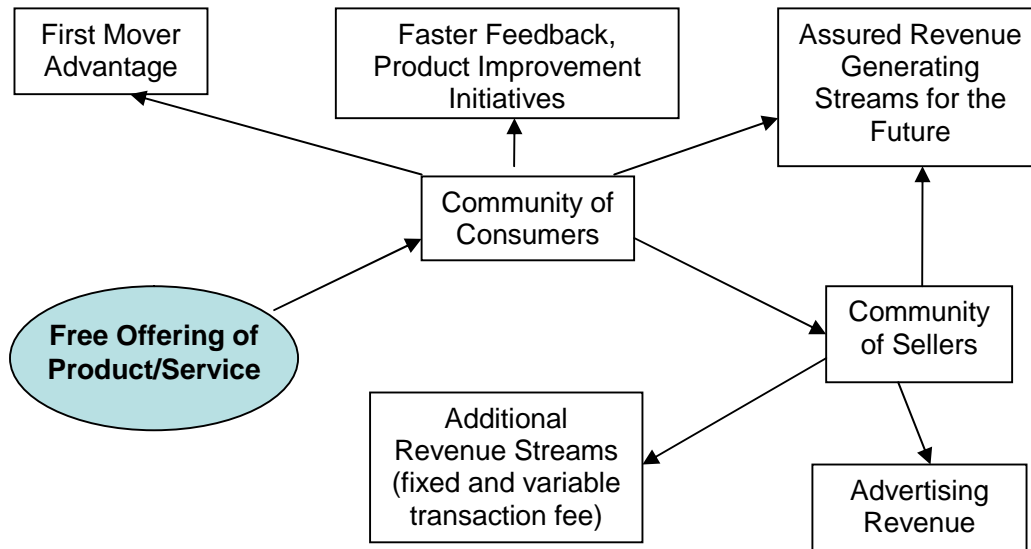 First Mover
Advantage
Faster Feedback,
Product Improvement
Initiatives
Assured Revenue
Generating
Streams for the
Future
Community of
Consumers
Free Offering of
Product/Service
Community
of Sellers
Additional
Revenue Streams
(fixed and variable
transaction fee)
Advertising
Revenue